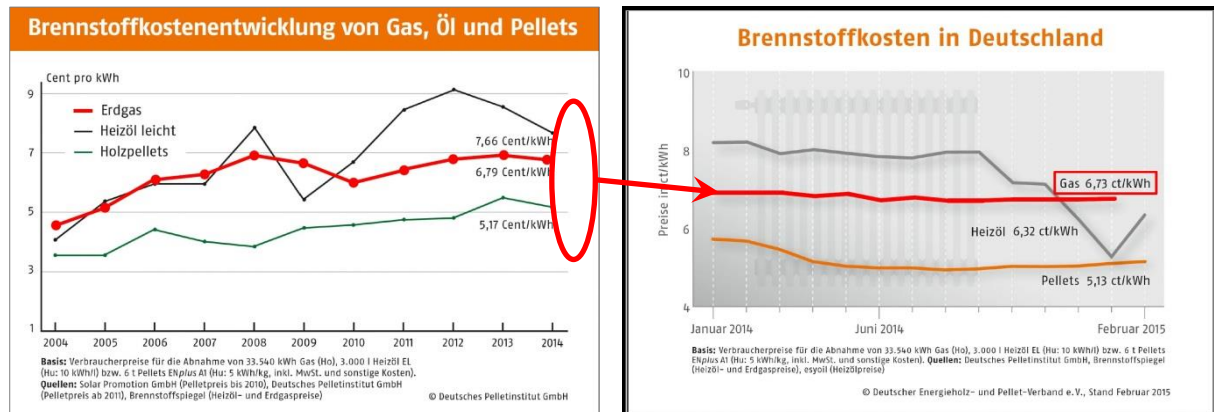 Brennstoffkostenentwicklung von Gas, Öl und Pellets
Cent pro kWh
9
7
5
3
1
Erdgas
Heizöl leicht
Holzpellets
7,66 Cent/kWh
6,79 Cent/kWh
5,17 Cent/kWh
2004 2005 2006 2007 2008 2009 2010 2011 2012 2013 2014
Basis: Verbraucherpreise für die Abnahme von 33.540 kWh Gas (Ho), 3.000 l Heizöl EL
(Hu: 10 kWh/l) bzw. 6 t Pellets ENplus A1 (Hu: 5 kWh/kg, inkl. MwSt. und sonstige Kosten).
Quellen: Solar Promotion GmbH (Pelletpreis bis 2010), Deutsches Pelletinstitut GmbH
(Pelletpreis ab 2011), Brennstoffspiegel (Heizöl- und Erdgaspreise)
© Deutsches Pelletinstitut GmbH
Brennstoffkosten in Deutschland
Preise in ct/kWh
10
8
6
4
Gas 6,73 ct/kWh
Heizöl 6,32 ct/kWh
Pellets 5,13 ct/kWh
Januar 2014 Juni 2014 Februar 2015
Basis: Verbraucherpreise für die Abnahme von 33.540 kWh Gas (Ho), 3.000 l Heizöl EL (Hu: 10 kWh/l) bzw. 6 t Pellets
ENplus A1 (Hu: 5 kWh/kg, inkl. MwSt. und sonstige Kosten). Quellen: Deutsches Pelletinstitut GmbH, Brennstoffspiegel
(Heizöl- und Erdgaspreise), esyoil (Heizölpreise)
© Deutscher Energieholz- und Pellet-Verband e.V., Stand Februar 2015